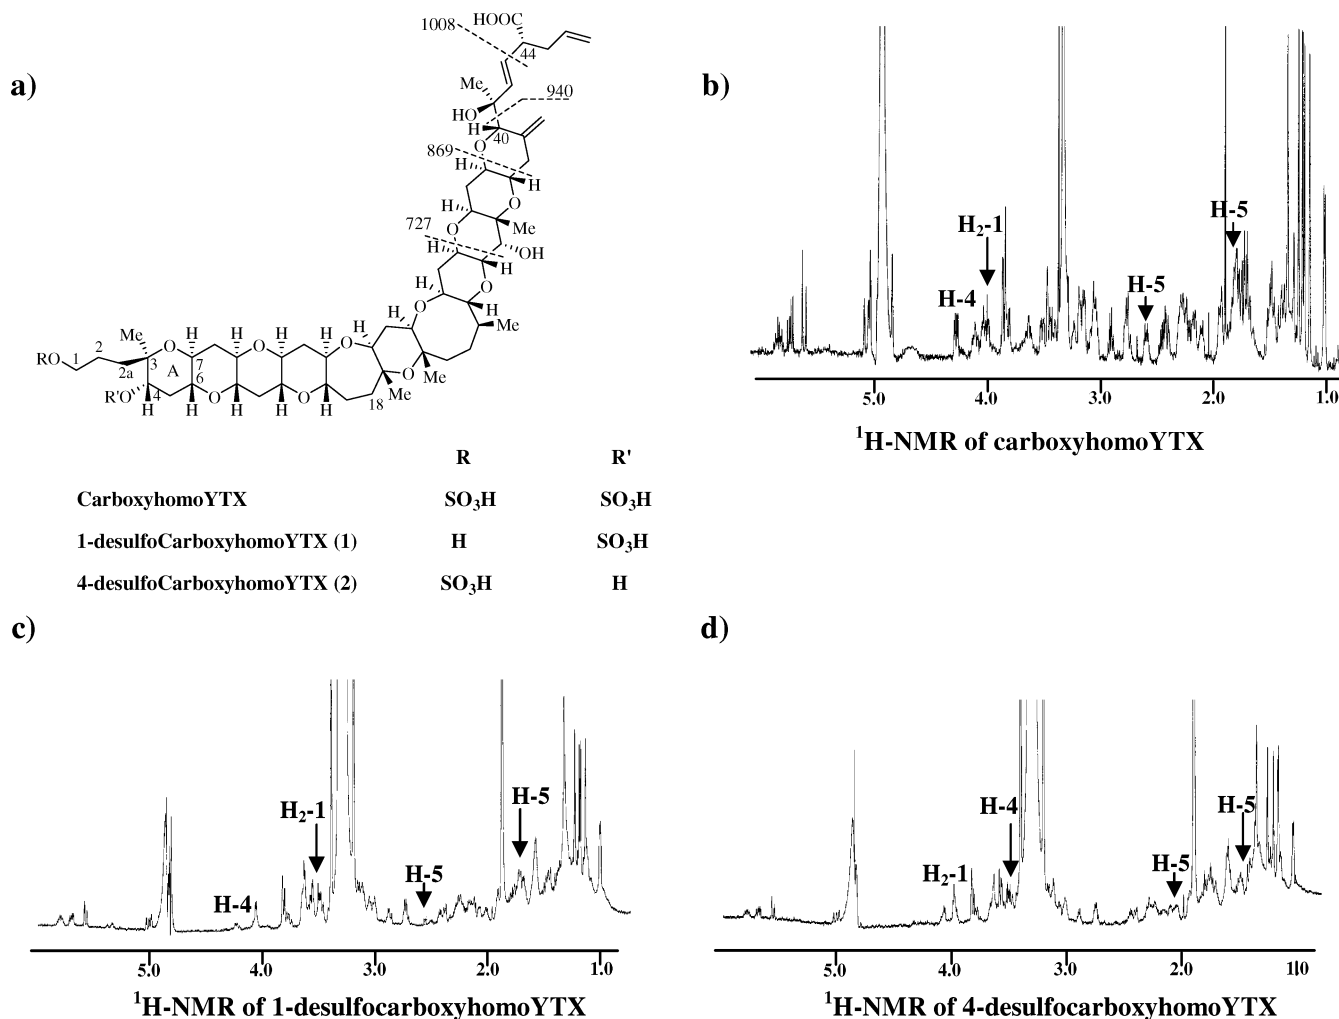 a)
HOOC
1008
44
Me
HO
940
H
40
O
869
H
H
O
H
727
O
Me
H
OH
H
O
H
H
H
O
Me
H
H H H H
O
Me
RO 1 2 2a 3 O 7 O O
A
6
4
R'O
H H O H H O H
18
O
Me
Me
R R'
CarboxyhomoYTX SO3H SO3H
1-desulfoCarboxyhomoYTX (1) H SO3H
4-desulfoCarboxyhomoYTX (2) SO3H H
b)
H-4
H2-1
H-5
H-5
5.0 4.0 3.0 2.0 1.0
1H-NMR of carboxyhomoYTX
c)
H-4
H2-1
H-5
H-5
5.0 4.0 3.0 2.0 1.0
1H-NMR of 1-desulfocarboxyhomoYTX
d)
H2-1
H-4
H-5
H-5
5.0 4.0 3.0 2.0 1.0
1H-NMR of 4-desulfocarboxyhomoYTX